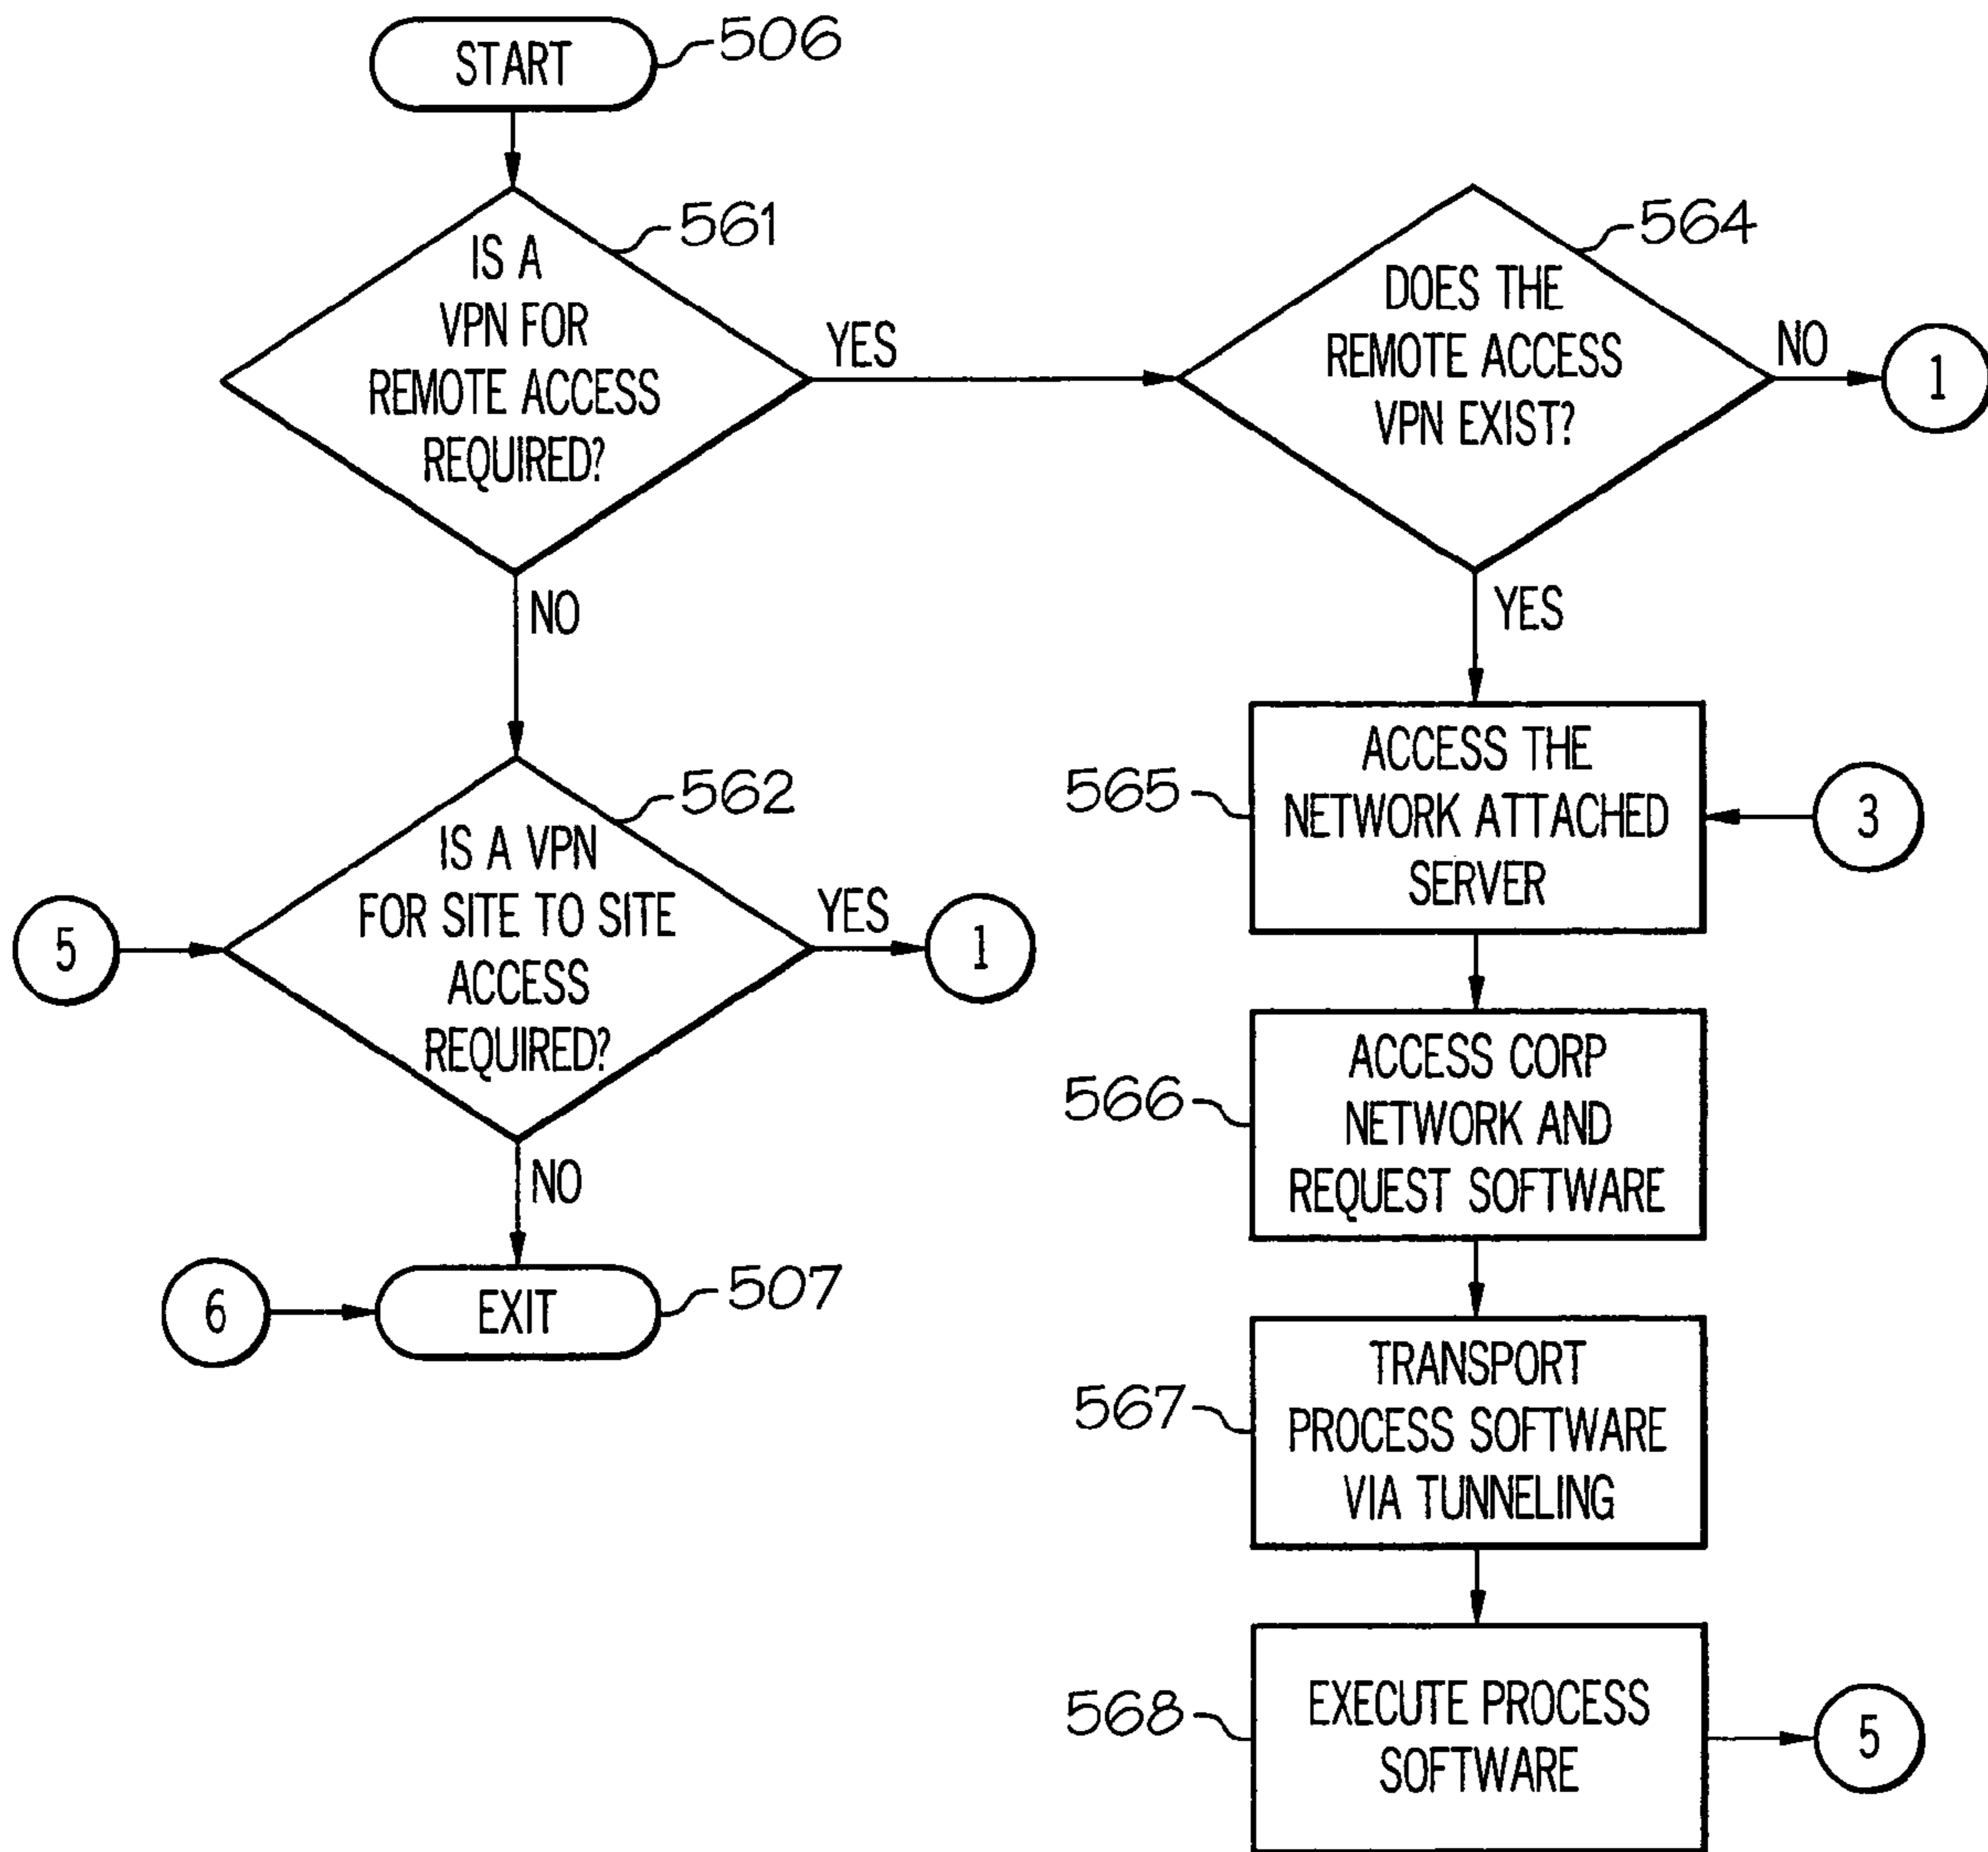 START
506
IS A
VPN FOR
REMOTE ACCESS
REQUIRED?
561
YES
NO
DOES THE
REMOTE ACCESS
VPN EXIST?
564
NO
1
YES
ACCESS THE
NETWORK ATTACHED
SERVER
565
3
ACCESS CORP
NETWORK AND
REQUEST SOFTWARE
566
TRANSPORT
PROCESS SOFTWARE
VIA TUNNELING
567
EXECUTE PROCESS
SOFTWARE
568
5
5
IS A VPN
FOR SITE TO SITE
ACCESS
REQUIRED?
562
YES
1
NO
6
EXIT
507